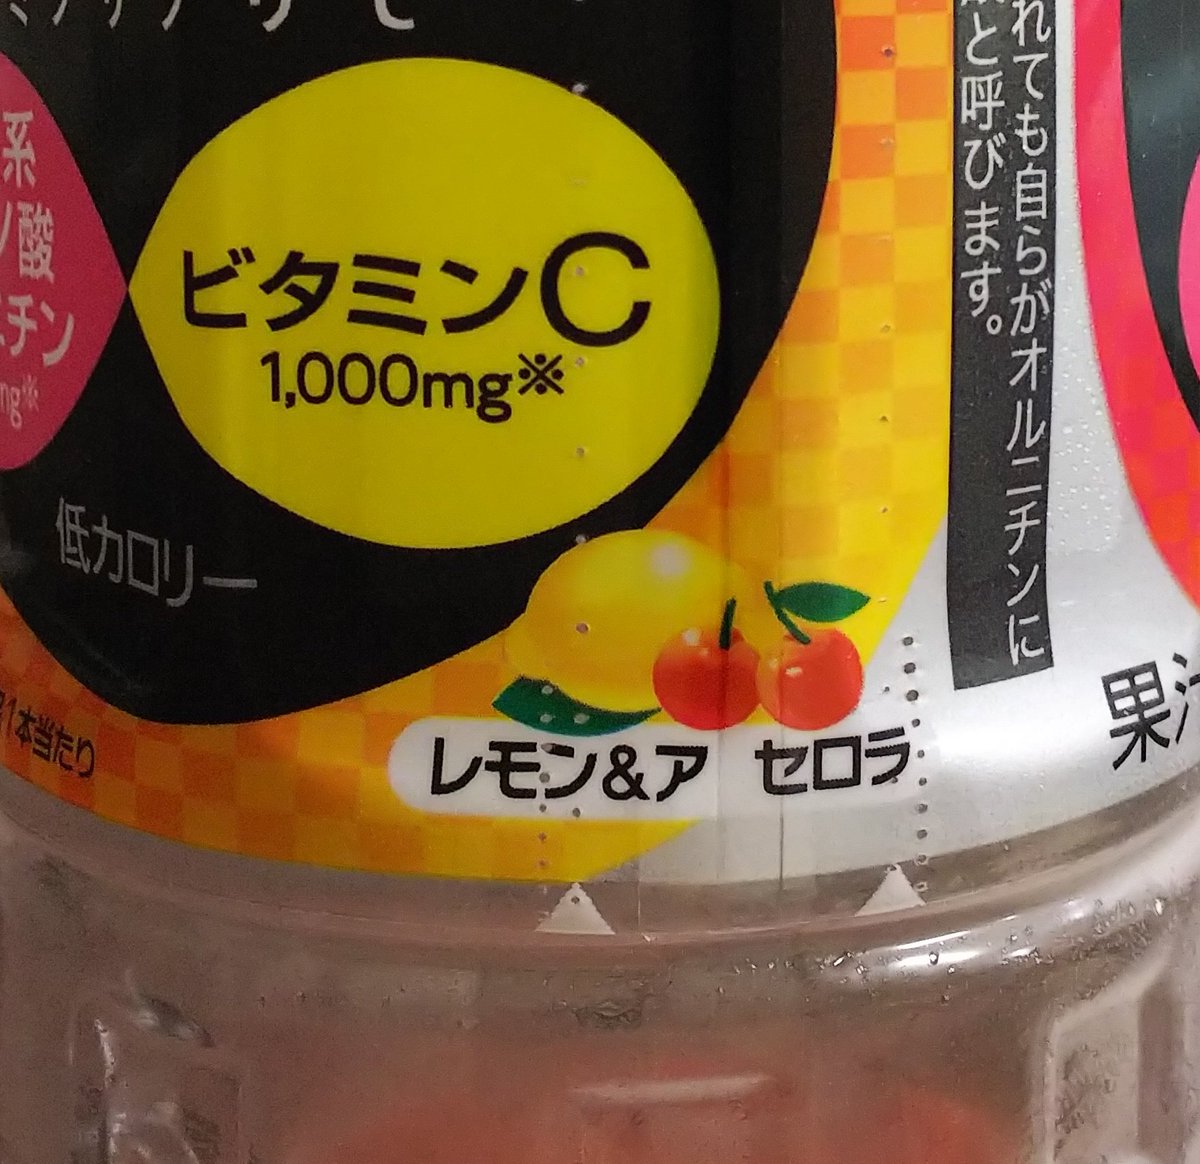 系
酸
ニチン
mg※
ビタミンC
1,000mg※
低カロリー
1本当たり
レモン&ア セロラ
れても自らがオルニチンに
と呼びます。
果汁